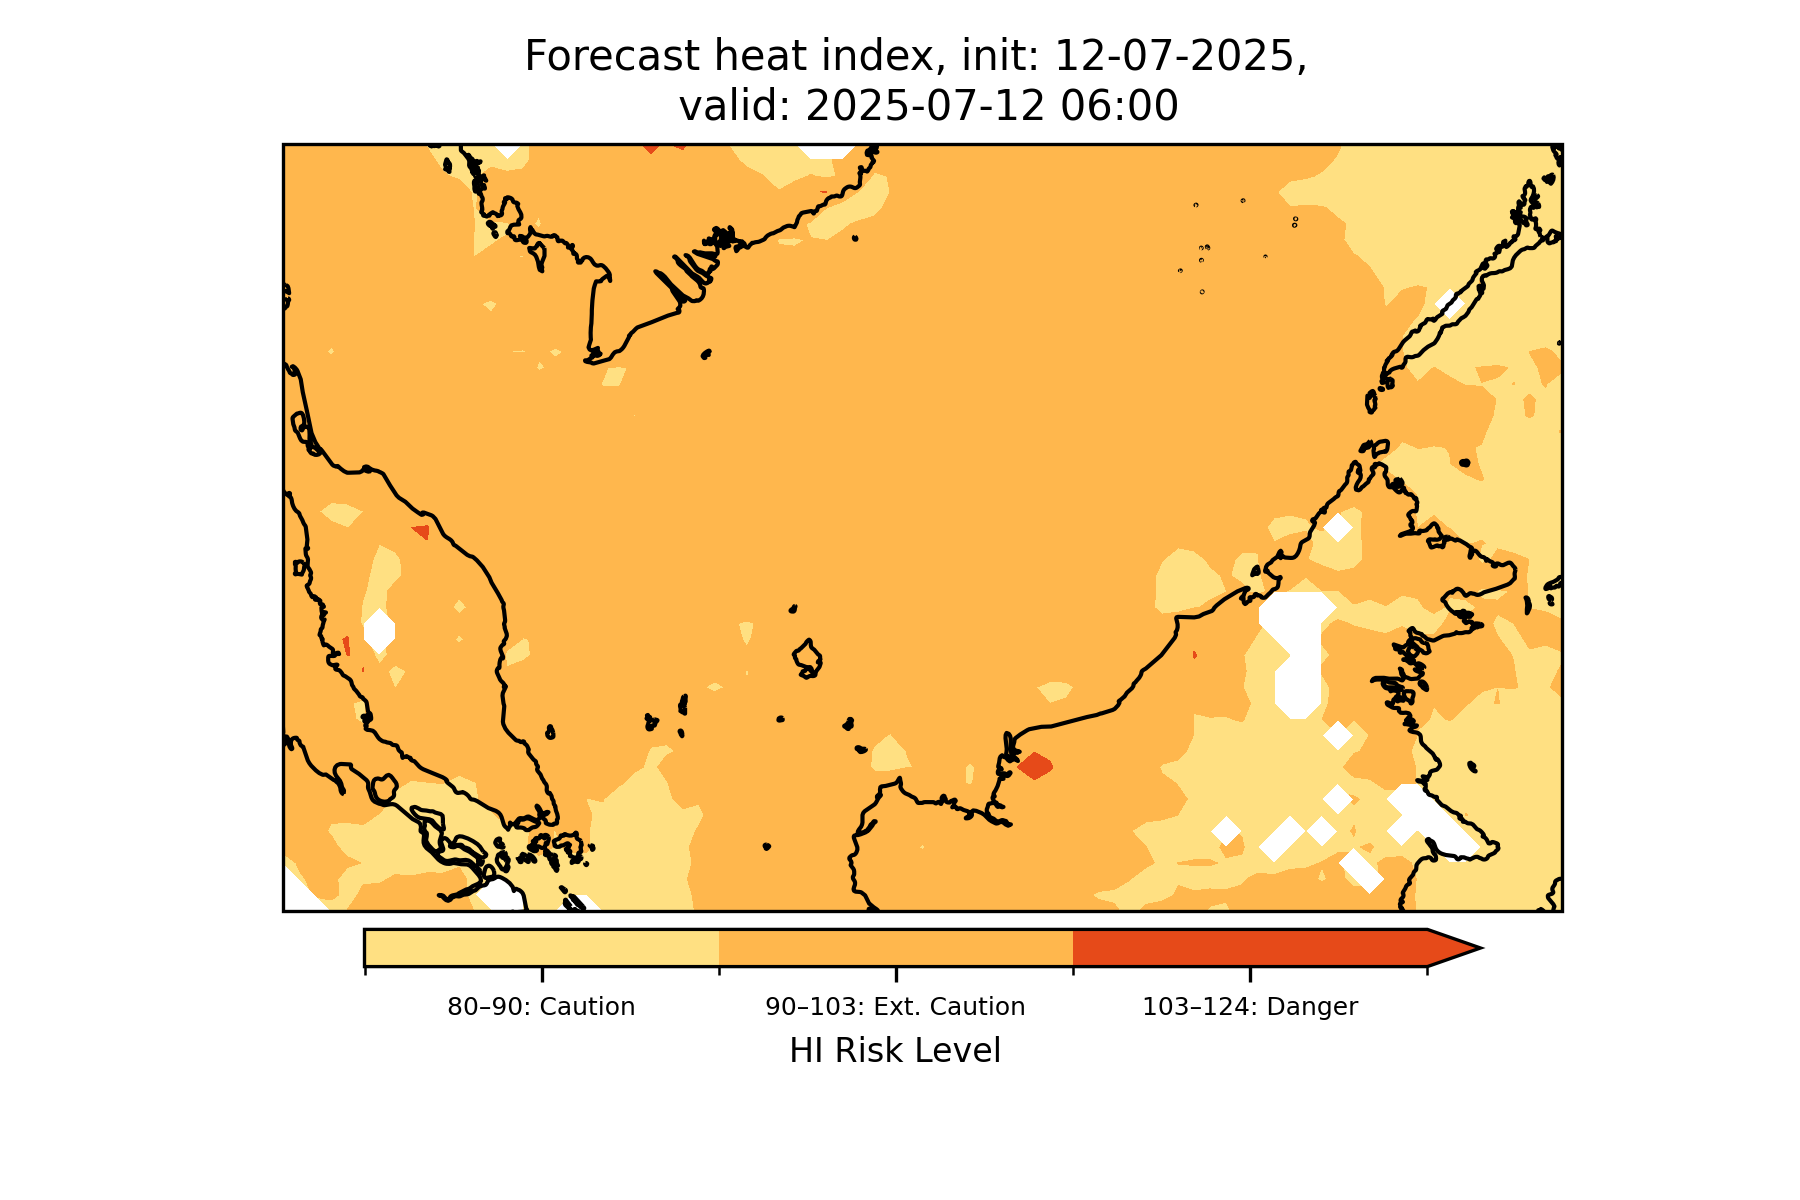 Forecast heat index, init: 12-07-2025,
valid: 2025-07-12 06:00
80–90: Caution
90–103: Ext. Caution
103–124: Danger
HI Risk Level